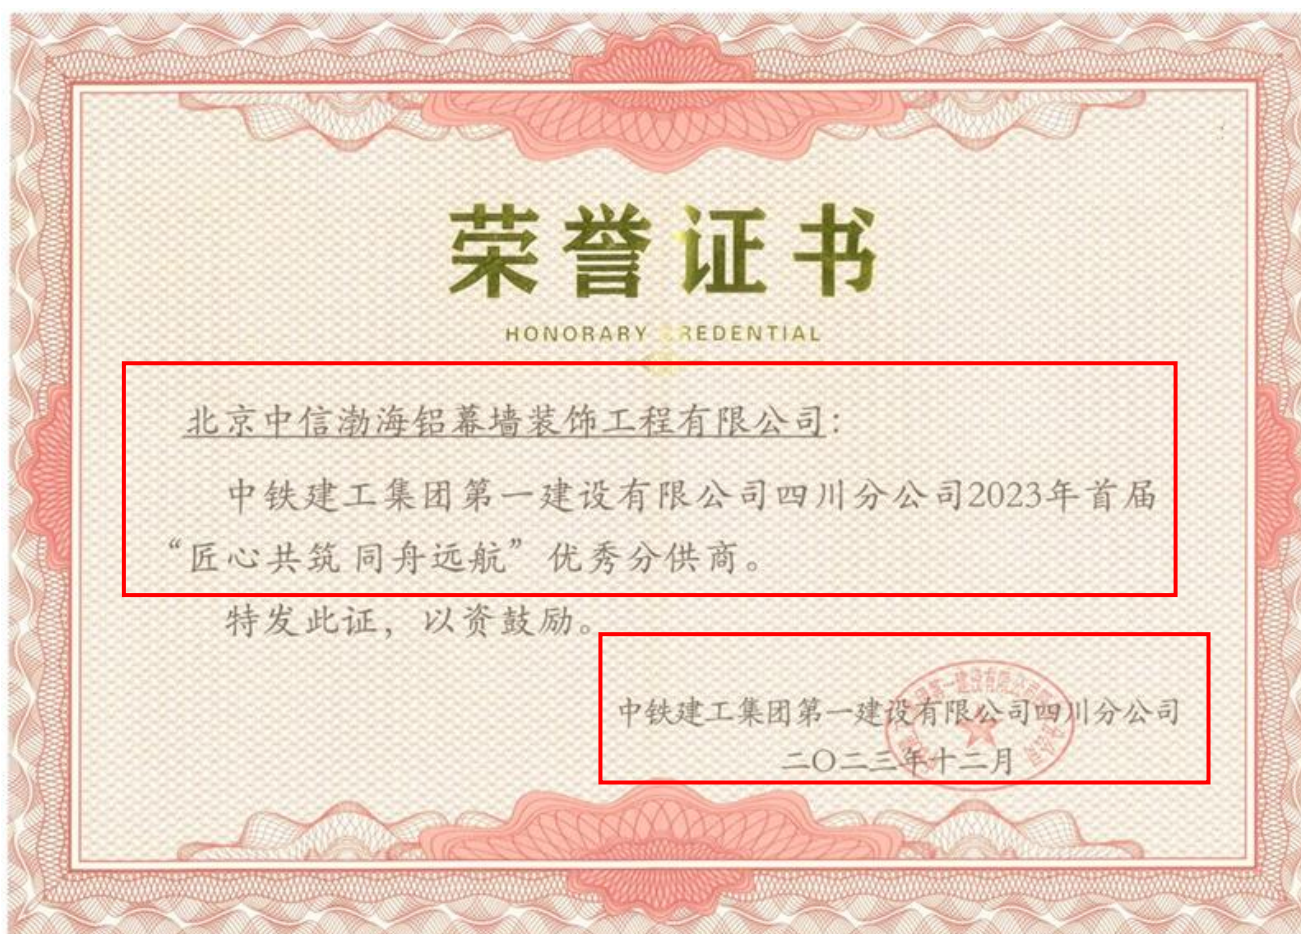 荣誉证书
HONORARY CREDENTIAL
北京中信渤海铝幕墙装饰工程有限公司：
中铁建工集团第一建设有限公司四川分公司2023年首届
“匠心共筑 同舟远航”优秀分供商。
特发此证，以资鼓励。
中铁建工集团第一建设有限公司四川分公司
二〇二三年十二月